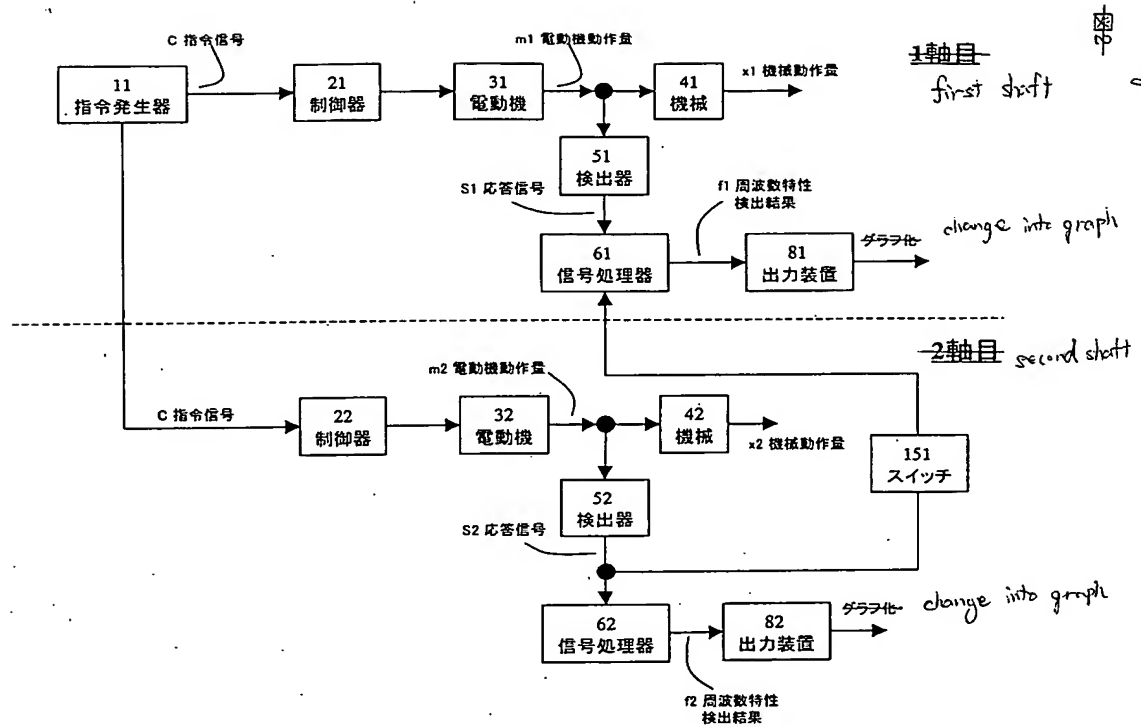 C 指令信号
m1 電動機動作量
1軸目
first shaft
x1 機械動作量
11
指令発生器
21
制御器
31
電動機
41
機械
51
検出器
S1 応答信号
f1 周波数特性
検出結果
61
信号処理器
81
出力装置
グラフ化
change into graph
2軸目
second shaft
m2 電動機動作量
C 指令信号
22
制御器
32
電動機
42
機械
x2 機械動作量
151
スイッチ
52
検出器
S2 応答信号
62
信号処理器
82
出力装置
グラフ化
change into graph
f2 周波数特性
検出結果